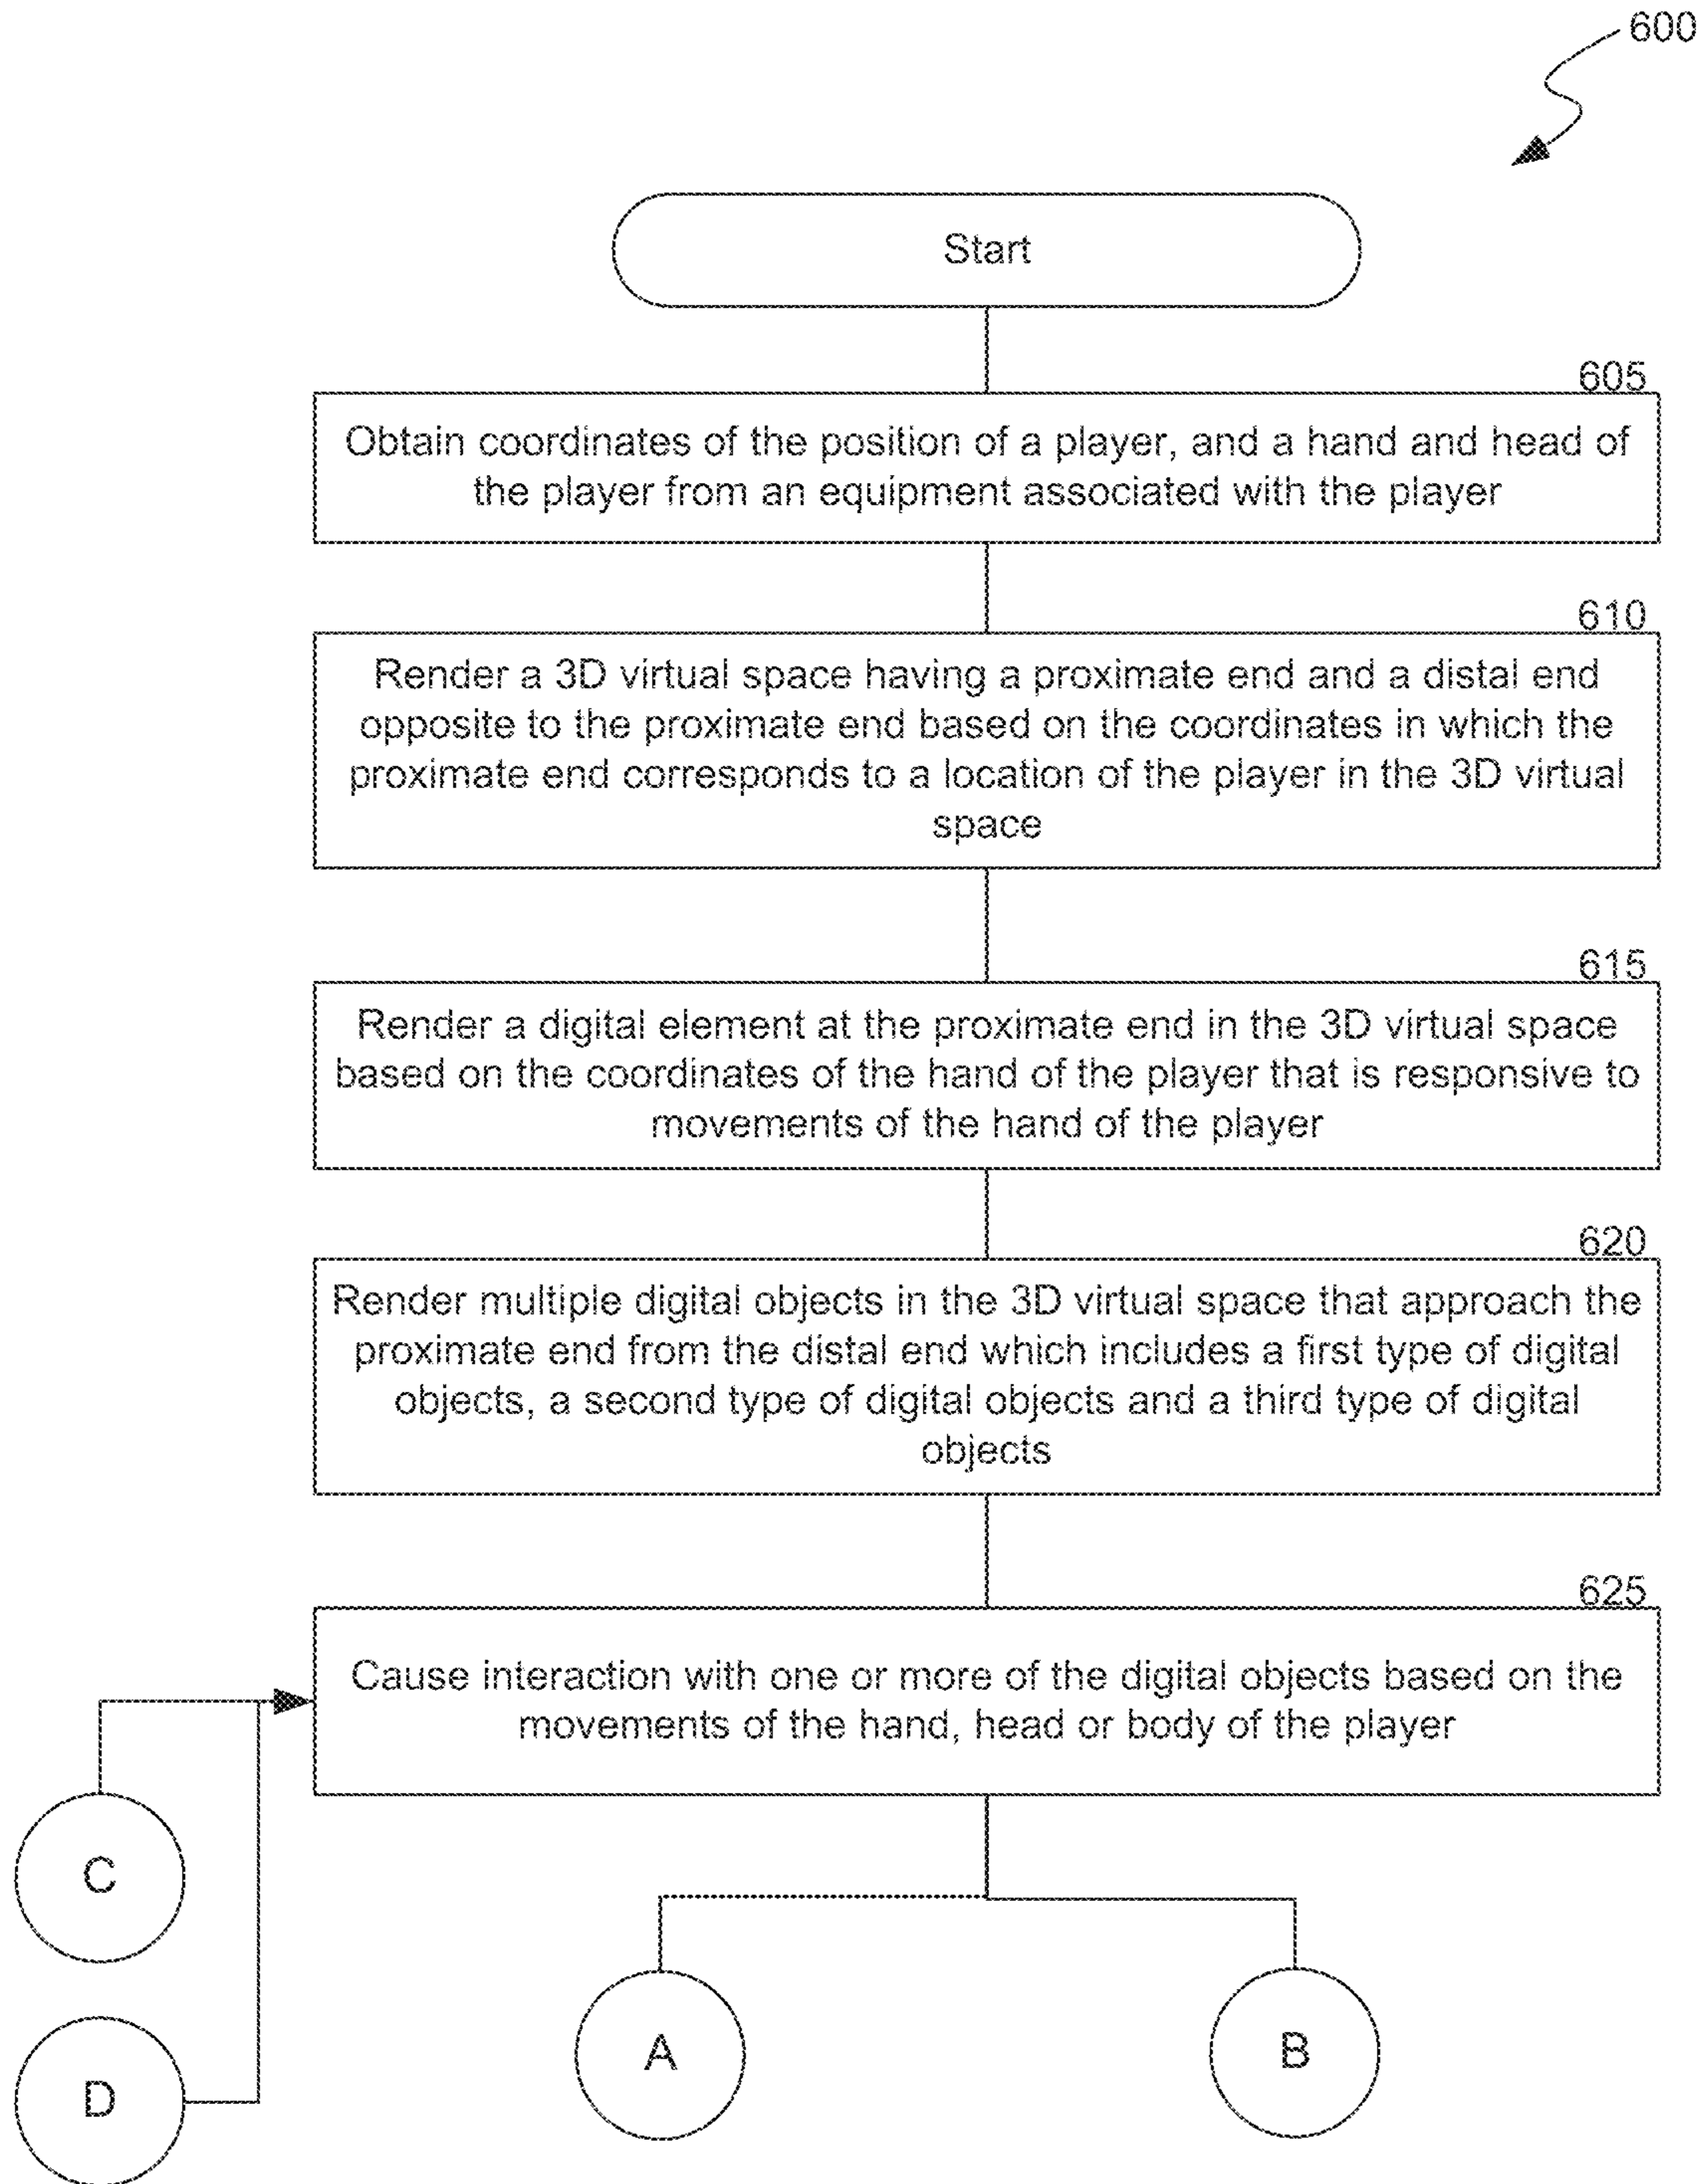 600
Start
605
Obtain coordinates of the position of a player, and a hand and head of
the player from an equipment associated with the player
610
Render a 3D virtual space having a proximate end and a distal end
opposite to the proximate end based on the coordinates in which the
proximate end corresponds to a location of the player in the 3D virtual
space
615
Render a digital element at the proximate end in the 3D virtual space
based on the coordinates of the hand of the player that is responsive to
movements of the hand of the player
620
Render multiple digital objects in the 3D virtual space that approach the
proximate end from the distal end which includes a first type of digital
objects, a second type of digital objects and a third type of digital
objects
625
Cause interaction with one or more of the digital objects based on the
movements of the hand, head or body of the player
C
A
B
D